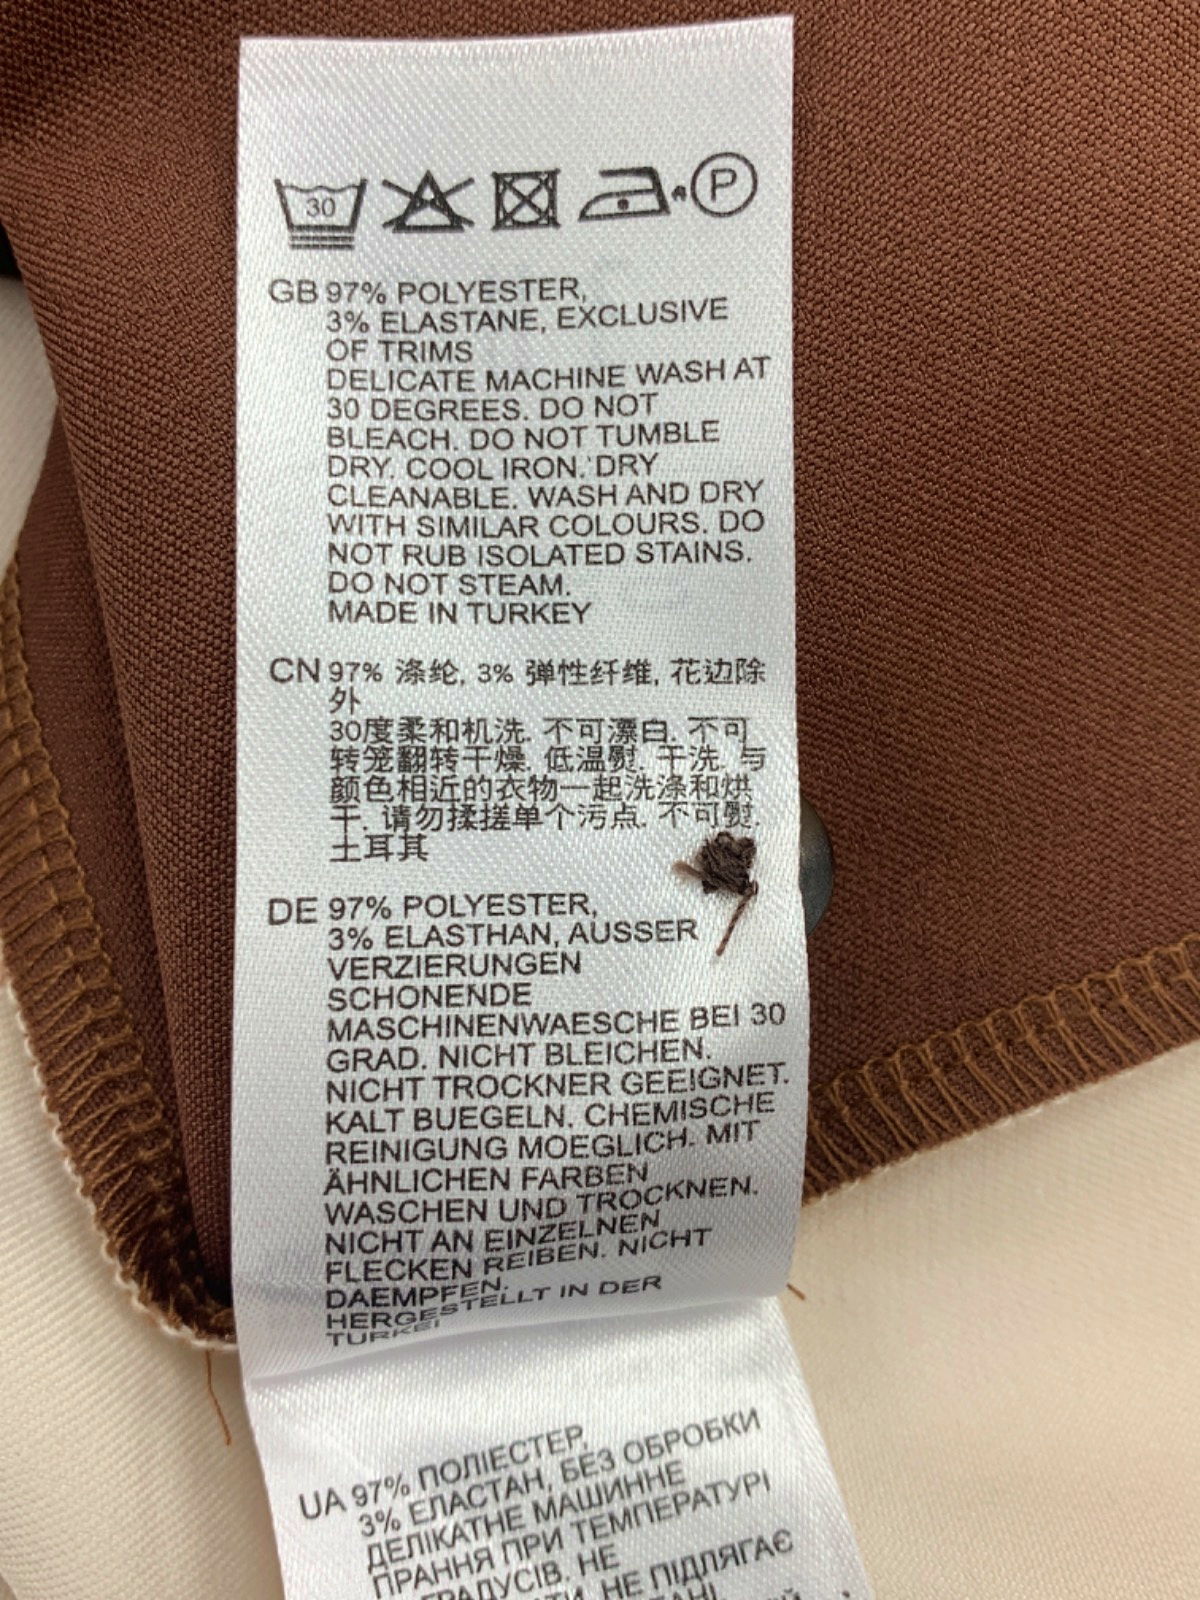 30 P
GB 97% POLYESTER,
3% ELASTANE, EXCLUSIVE
OF TRIMS
DELICATE MACHINE WASH AT
30 DEGREES. DO NOT
BLEACH. DO NOT TUMBLE
DRY. COOL IRON. DRY
CLEANABLE. WASH AND DRY
WITH SIMILAR COLOURS. DO
NOT RUB ISOLATED STAINS.
DO NOT STEAM.
MADE IN TURKEY
CN 97% 涤纶, 3% 弹性纤维, 花边除
外
30度柔和机洗. 不可漂白. 不可
转笼翻转干燥. 低温熨. 干洗. 与
颜色相近的衣物一起洗涤和烘
干. 请勿揉搓单个污点. 不可熨.
土耳其
DE 97% POLYESTER,
3% ELASTHAN, AUSSER
VERZIERUNGEN
SCHONENDE
MASCHINENWAESCHE BEI 30
GRAD. NICHT BLEICHEN.
NICHT TROCKNER GEEIGNET.
KALT BUEGELN. CHEMISCHE
REINIGUNG MOEGLICH. MIT
ÄHNLICHEN FARBEN
WASCHEN UND TROCKNEN.
NICHT AN EINZELNEN
FLECKEN REIBEN. NICHT
DAEMPFEN.
HERGESTELLT IN DER
TURKEI
UA 97% ПОЛІЕСТЕР,
3% ЕЛАСТАН, БЕЗ ОБРОБКИ
ДЕЛІКАТНЕ МАШИННЕ
ПРАННЯ ПРИ ТЕМПЕРАТУРІ
ГРАДУСІВ. НЕ
НЕ ПІДЛЯГАЄ